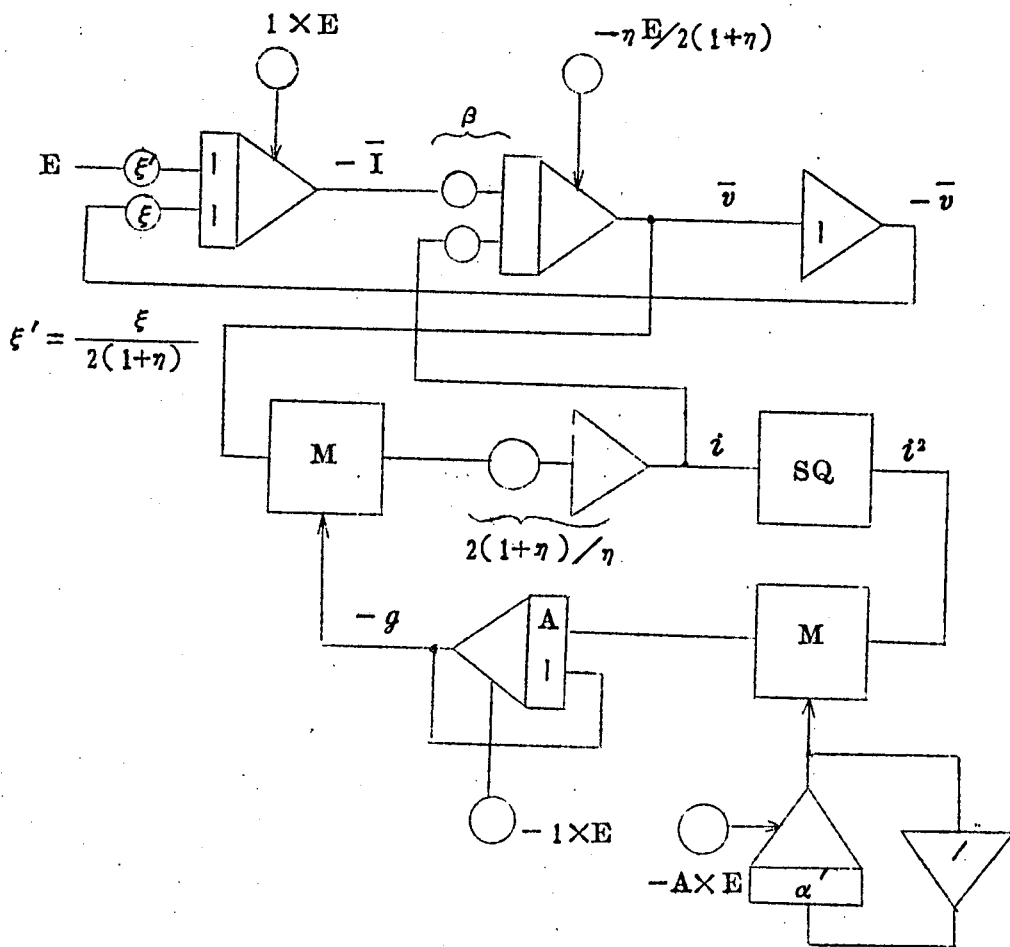 1×E
−ηE/2(1+η)
β
E
ξ′
1
−I̅
v̅
−v̅
ξ
1
1
ξ′ = ξ / 2(1+η)
M
i
SQ
i²
2(1+η)/η
−g
A
1
M
−1×E
−A×E
α′
1